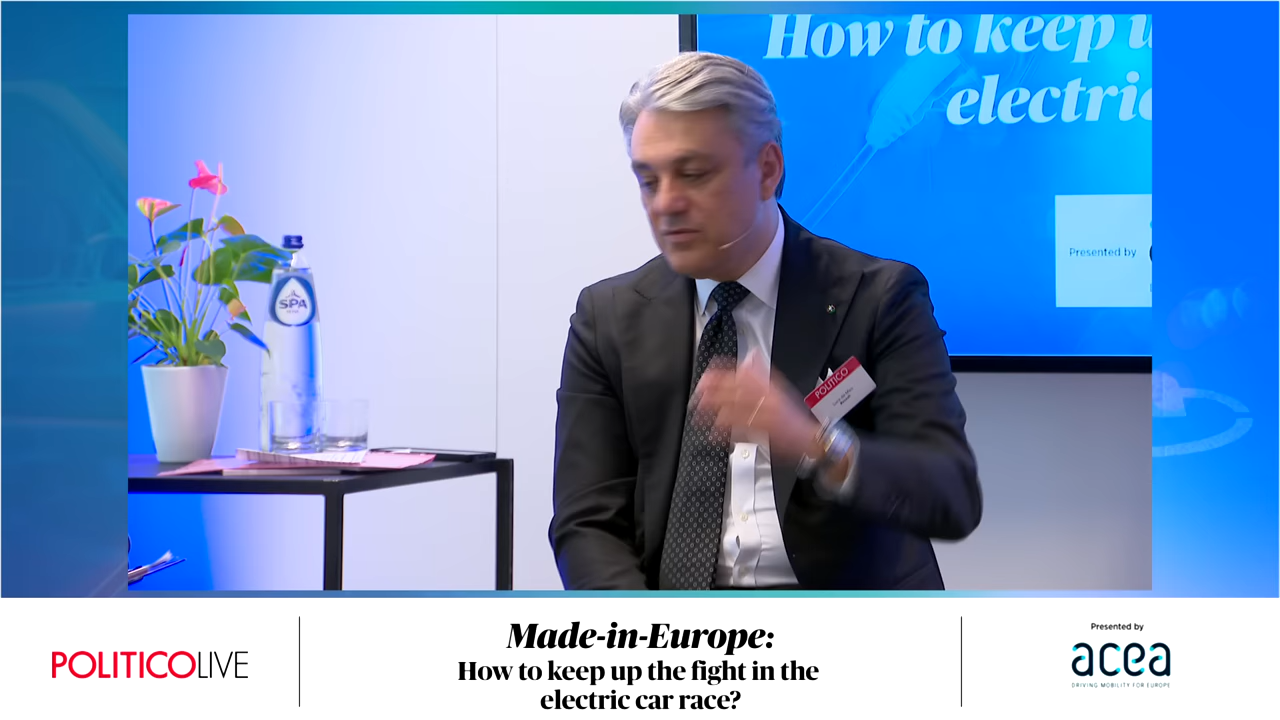 How to keep u
electric
Presented by
SPA
POLITICO
POLITICOLIVE
Made-in-Europe:
How to keep up the fight in the
electric car race?
Presented by
acea
DRIVING MOBILITY FOR EUROPE